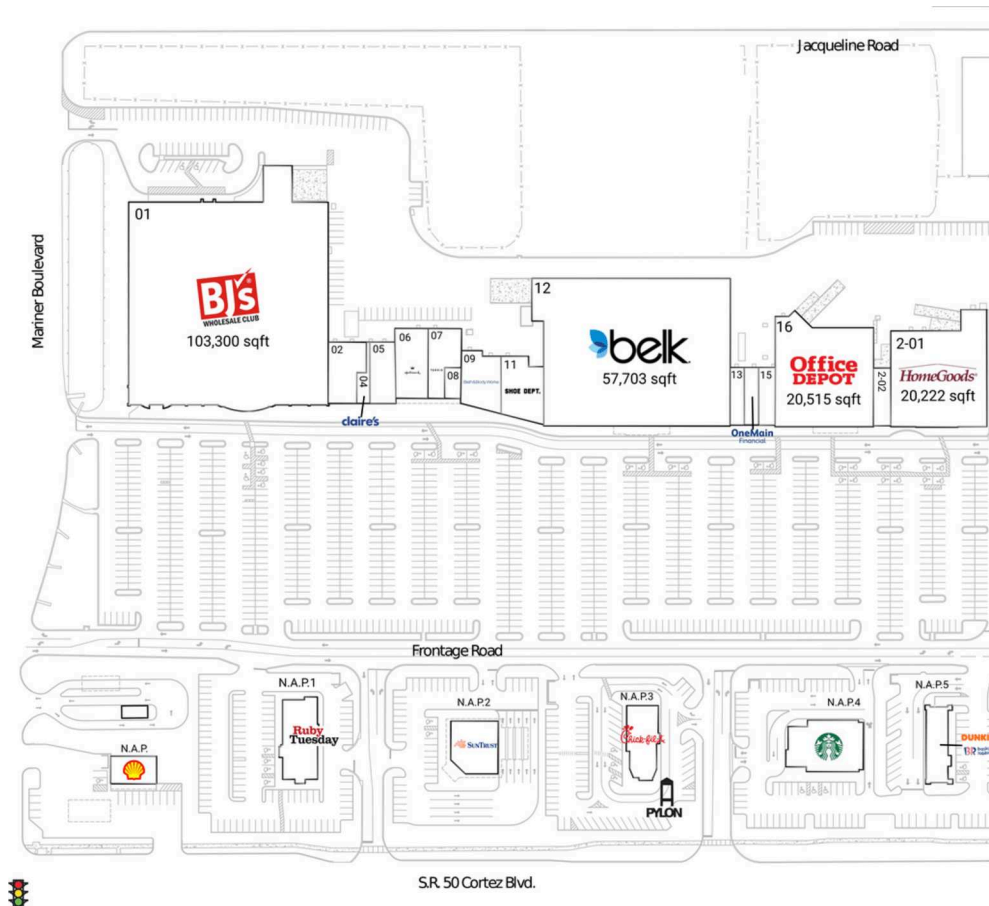 Jacqueline Road
Mariner Boulevard
01
BJ's
WHOLESALE CLUB
103,300 sqft
02
04
05
claire's
06
Hallmark
07
08
09
11
SHOE DEPT.
12
belk
57,703 sqft
13
15
OneMain
Financial
16
Office
DEPOT
20,515 sqft
2-02
2-01
HomeGoods
20,222 sqft
Frontage Road
N.A.P.
N.A.P.1
Ruby
Tuesday
N.A.P.2
SUNTRUST
N.A.P.3
Chick-fil-A
PYLON
N.A.P.4
N.A.P.5
DUNKI
BR
S.R. 50 Cortez Blvd.